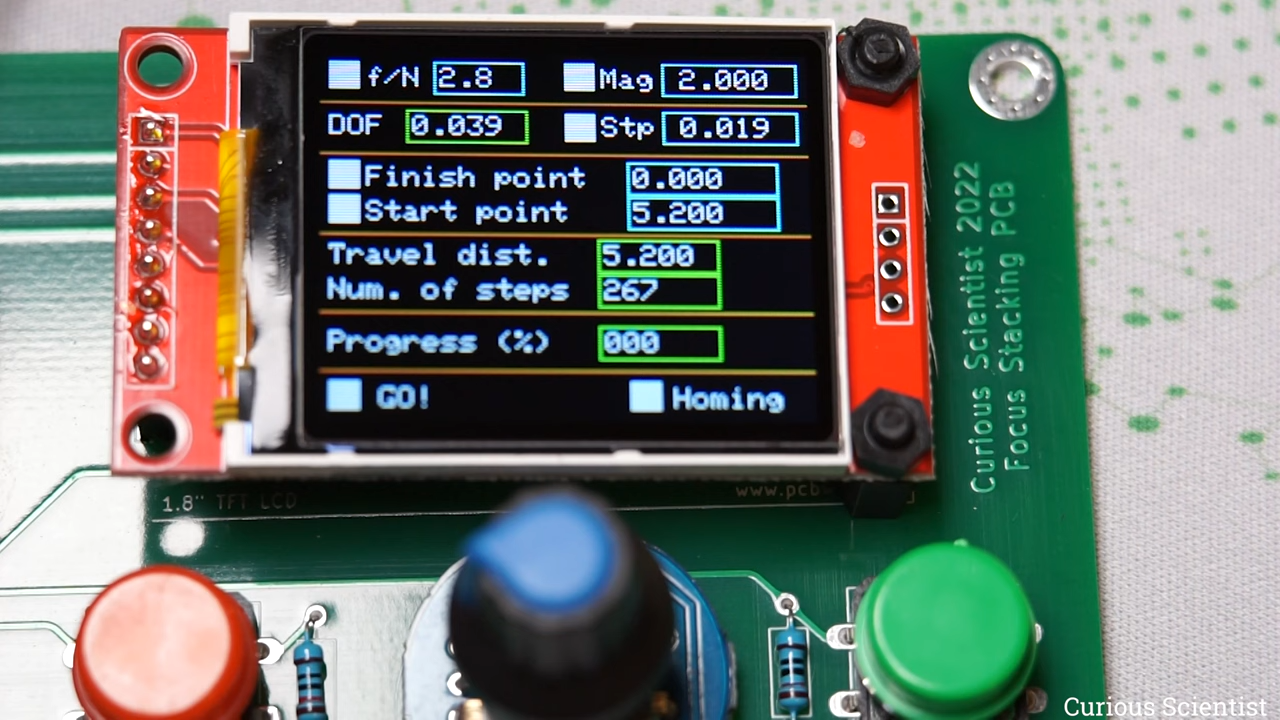 f/N 2.8 Mag 2.000
DOF 0.039 Stp 0.019
Finish point 0.000
Start point 5.200
Travel dist. 5.200
Num. of steps 267
Progress (%) 000
GO! Homing
1.8" TFT LCD
www.pcb
Curious Scientist 2022
Focus Stacking PCB
Curious Scientist